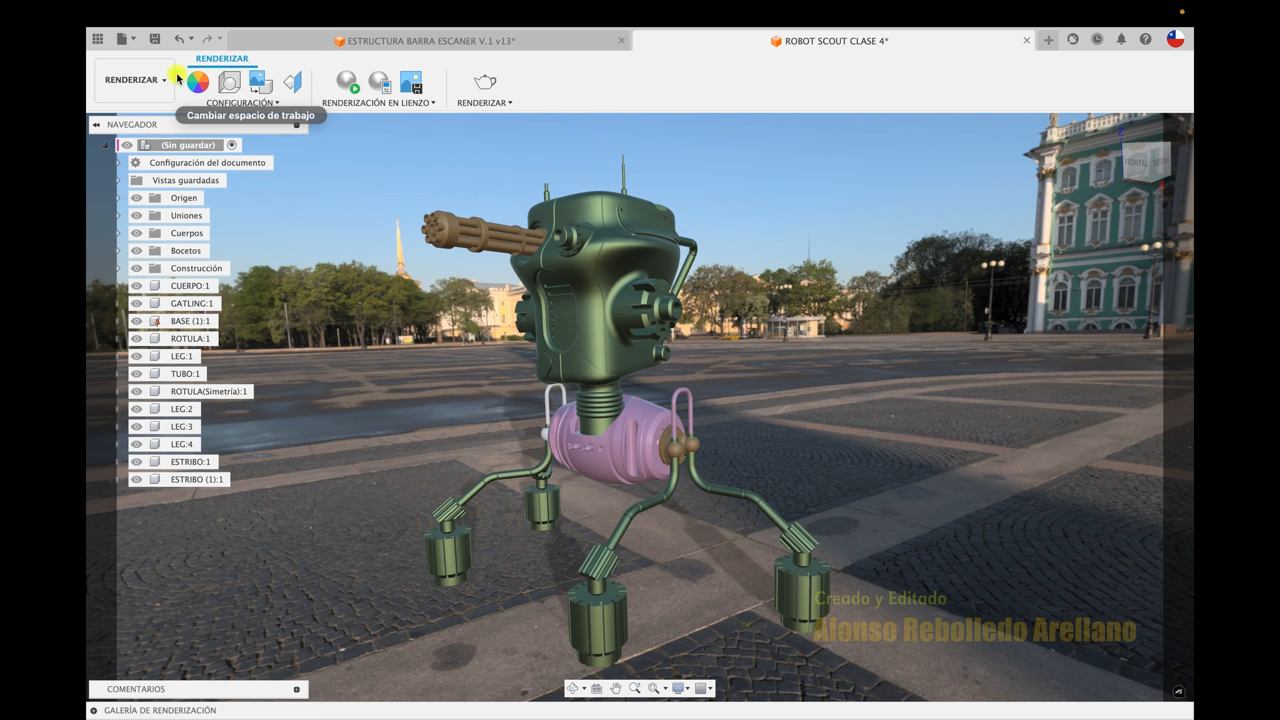 ESTRUCTURA BARRA ESCANER V.1 v13*
ROBOT SCOUT CLASE 4*
RENDERIZAR
RENDERIZAR
CONFIGURACIÓN
RENDERIZACIÓN EN LIENZO
RENDERIZAR
Cambiar espacio de trabajo
NAVEGADOR
(Sin guardar)
Configuración del documento
Vistas guardadas
Origen
Uniones
Cuerpos
Bocetos
Construcción
CUERPO:1
GATLING:1
BASE (1):1
ROTULA:1
LEG:1
TUBO:1
ROTULA(Simetría):1
LEG:2
LEG:3
LEG:4
ESTRIBO:1
ESTRIBO (1):1
Z
FRONTAL
Creado y Editado
Alonso Rebolledo Arellano
COMENTARIOS
GALERÍA DE RENDERIZACIÓN